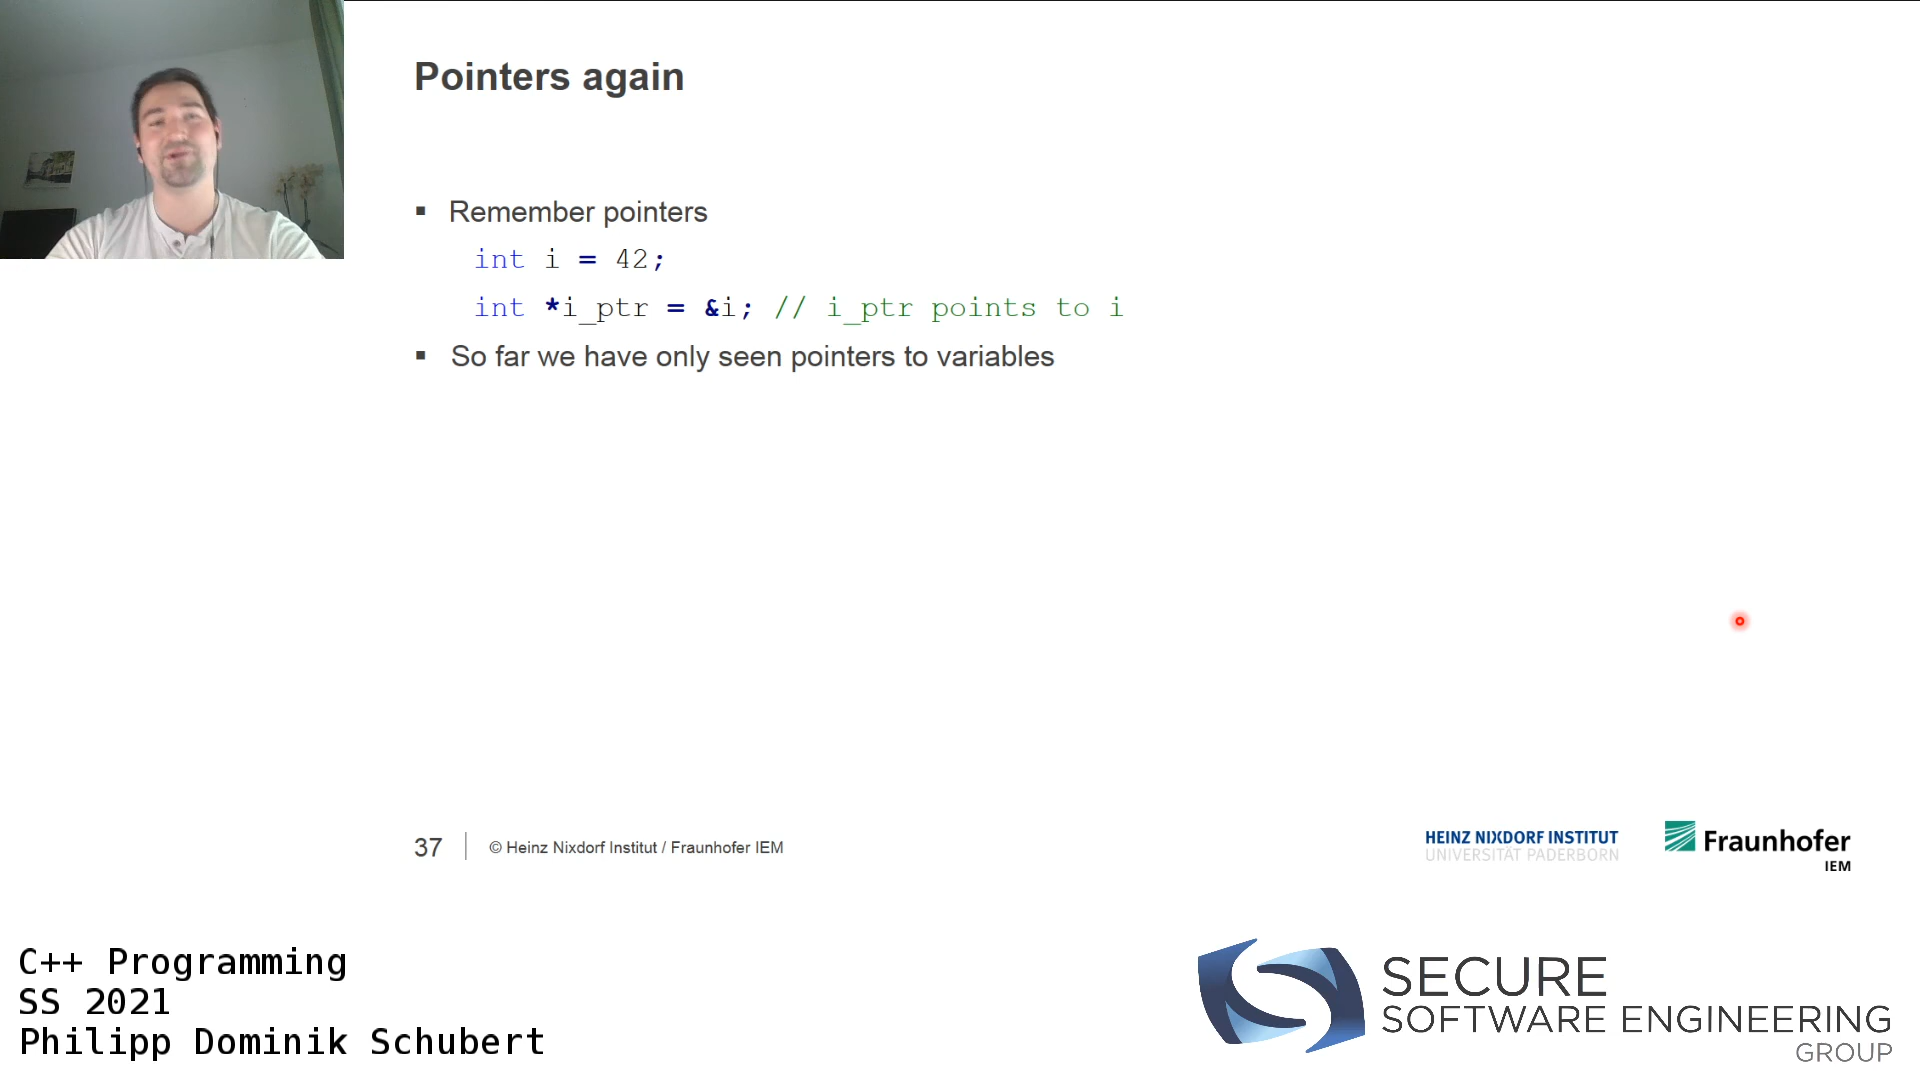 Pointers again
▪ Remember pointers
int i = 42;
int *i_ptr = &i; // i_ptr points to i
▪ So far we have only seen pointers to variables
37 © Heinz Nixdorf Institut / Fraunhofer IEM
HEINZ NIXDORF INSTITUT
UNIVERSITÄT PADERBORN
Fraunhofer
IEM
C++ Programming
SS 2021
Philipp Dominik Schubert
SECURE
SOFTWARE ENGINEERING
GROUP